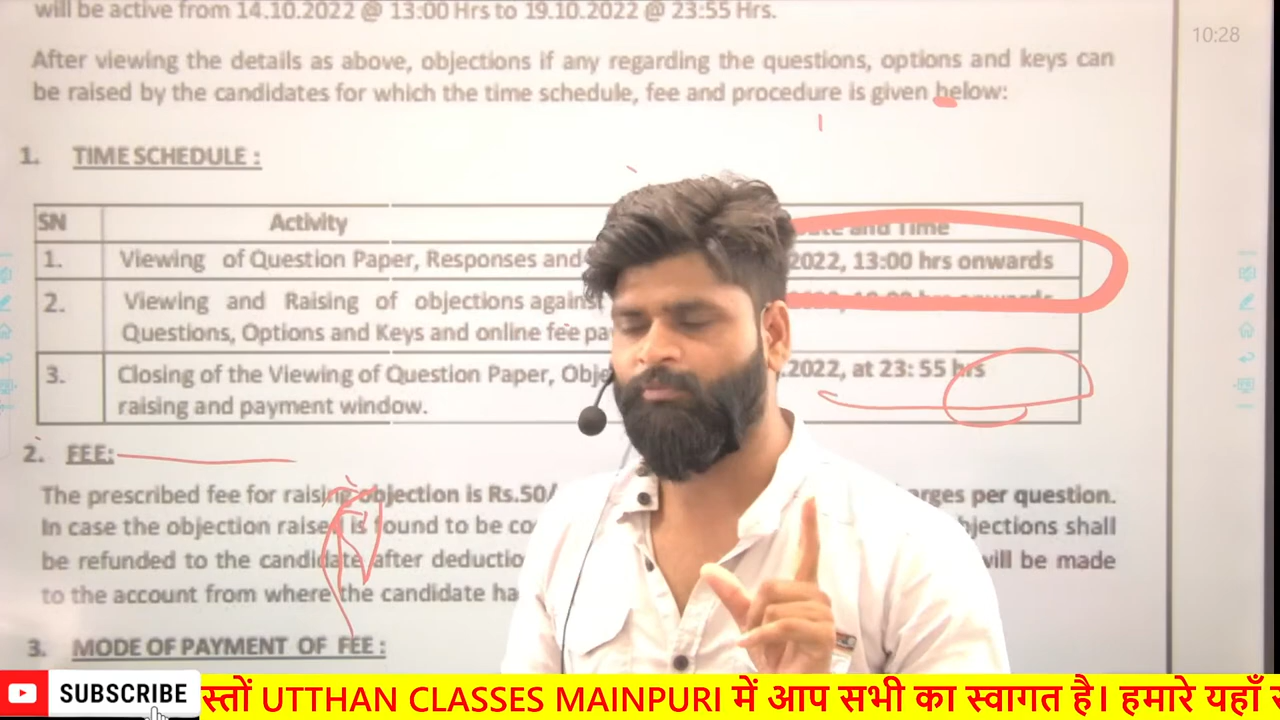 will be active from 14.10.2022 @ 13:00 Hrs to 19.10.2022 @ 23:55 Hrs.
10:28
After viewing the details as above, objections if any regarding the questions, options and keys can
be raised by the candidates for which the time schedule, fee and procedure is given below:
1. TIME SCHEDULE :
SN Activity and Time
1. Viewing of Question Paper, Responses and 2022, 13:00 hrs onwards
2. Viewing and Raising of objections against
Questions, Options and Keys and online fee
3. Closing of the Viewing of Question Paper, 2022, at 23: 55 hrs
raising and payment window.
2. FEE:
The prescribed fee for raising objection is Rs.50/ per question.
In case the objection raised is found to be shall
be refunded to the candidate after will be made
to the account from where the candidate
3. MODE OF PAYMENT OF FEE :
SUBSCRIBE स्तों UTTHAN CLASSES MAINPURI में आप सभी का स्वागत है। हमारे यहाँ